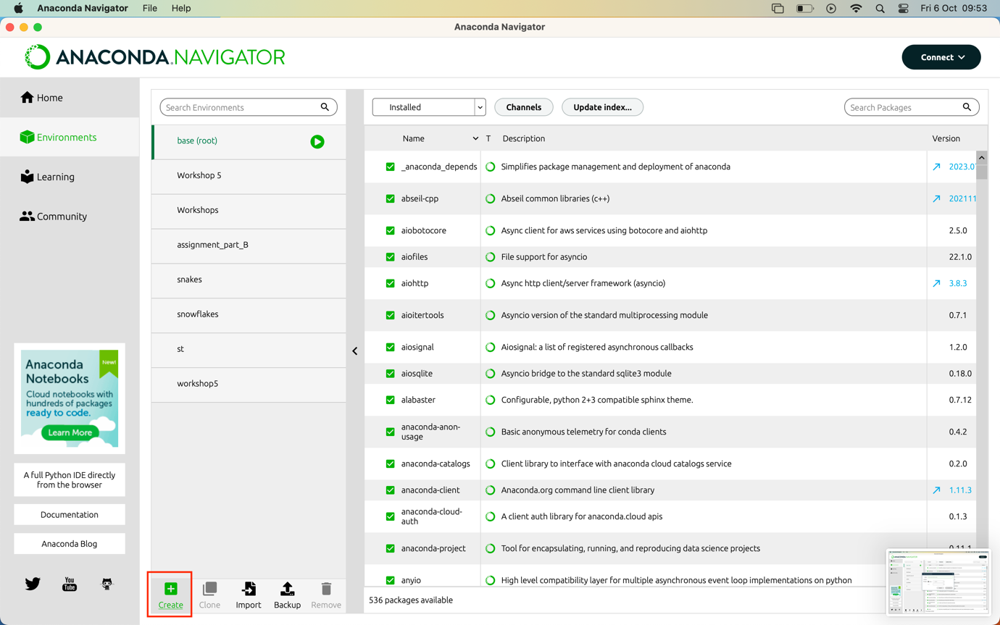 Anaconda Navigator File Help Fri 6 Oct 09:53
Anaconda Navigator
ANACONDA.NAVIGATOR
Connect
Home
Environments
Learning
Community
Anaconda
Notebooks
New!
Cloud notebooks with
hundreds of packages
ready to code.
Learn More
A full Python IDE directly
from the browser
Documentation
Anaconda Blog
You
Tube
Search Environments
base (root)
Workshop 5
Workshops
assignment_part_B
snakes
snowflakes
st
workshop5
Create Clone Import Backup Remove
Installed Channels Update index... Search Packages
Name T Description Version
_anaconda_depends Simplifies package management and deployment of anaconda 2023.07
abseil-cpp Abseil common libraries (c++) 202111
aiobotocore Async client for aws services using botocore and aiohttp 2.5.0
aiofiles File support for asyncio 22.1.0
aiohttp Async http client/server framework (asyncio) 3.8.3
aioitertools Asyncio version of the standard multiprocessing module 0.7.1
aiosignal Aiosignal: a list of registered asynchronous callbacks 1.2.0
aiosqlite Asyncio bridge to the standard sqlite3 module 0.18.0
alabaster Configurable, python 2+3 compatible sphinx theme. 0.7.12
anaconda-anon-
usage Basic anonymous telemetry for conda clients 0.4.2
anaconda-catalogs Client library to interface with anaconda cloud catalogs service 0.2.0
anaconda-client Anaconda.org command line client library 1.11.3
anaconda-cloud-
auth A client auth library for anaconda.cloud apis 0.1.3
anaconda-project Tool for encapsulating, running, and reproducing data science projects 0.11.1
anyio High level compatibility layer for multiple asynchronous event loop implementations on python
536 packages available